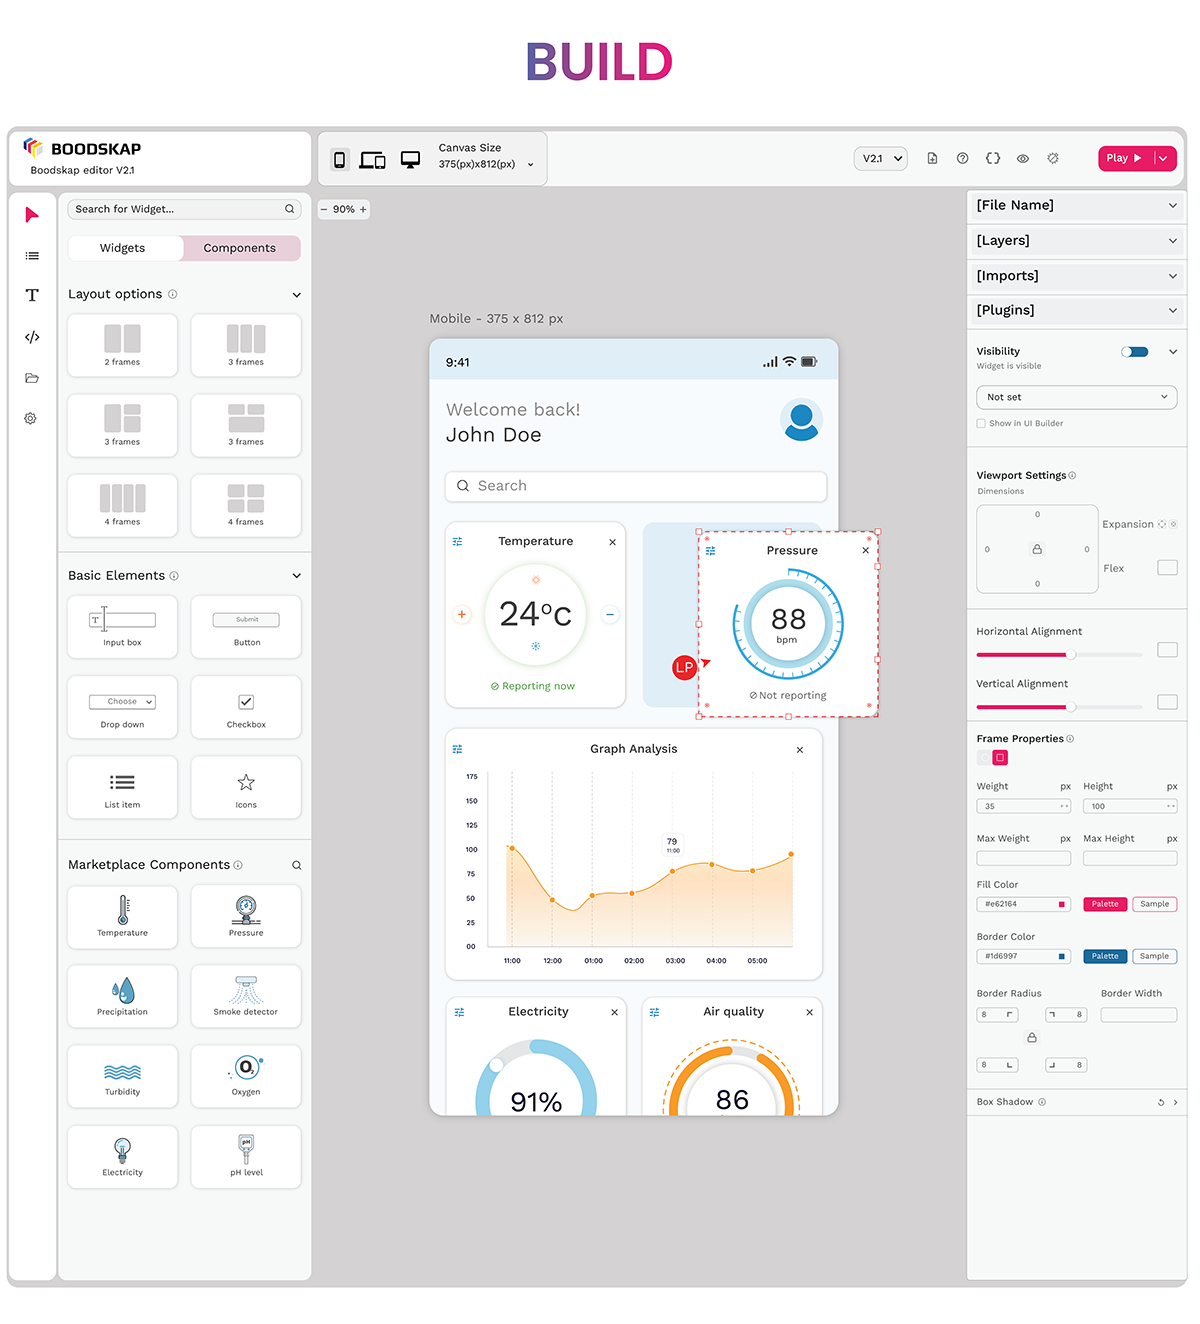 BUILD
BOODSKAP
Boodskap editor V2.1
Canvas Size
375(px)x812(px)
V2.1
Play
Search for Widget...
Widgets
Components
Layout options
2 frames
3 frames
3 frames
3 frames
4 frames
4 frames
Basic Elements
T
Input box
Submit
Button
Choose
Drop down
Checkbox
List item
Icons
Marketplace Components
Temperature
Pressure
Precipitation
Smoke detector
Turbidity
O2
Oxygen
Electricity
pH
pH level
T
− 90% +
Mobile - 375 x 812 px
9:41
Welcome back!
John Doe
Search
Temperature
24°c
Reporting now
Pressure
88
bpm
Not reporting
LP
Graph Analysis
175
150
125
100
75
50
25
00
79
11:00
11:00 12:00 01:00 02:00 03:00 04:00 05:00
Electricity
91%
Air quality
86
[File Name]
[Layers]
[Imports]
[Plugins]
Visibility
Widget is visible
Not set
Show in UI Builder
Viewport Settings
Dimensions
0
0
0
0
Expansion
Flex
Horizontal Alignment
Vertical Alignment
Frame Properties
Weight px
Height px
35
100
Max Weight px
Max Height px
Fill Color
#e62164
Palette
Sample
Border Color
#1d6997
Palette
Sample
Border Radius
Border Width
8
8
8
8
Box Shadow